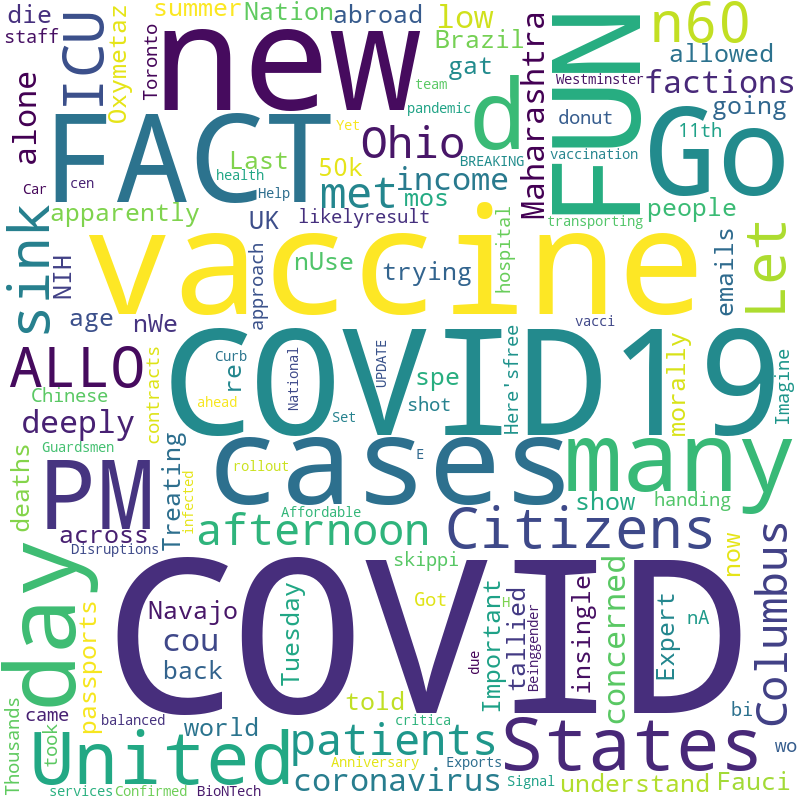 die
summer
Nation
abroad
low
n60
staff
ICU
Oxymetaz
Toronto
new
Brazil
gat
d
Maharashtra
FUN
allowed
factions
Westminster
team
pandemic
donut
going
alone
FACT
Yet
Ohio
BREAKING
vaccination
11th
Go
Car
cen
Last
health
Help
50k
met
income
mos
apparently
UK
likelyresult
transporting
people
sink
NIH
vaccine
approach
nUse
trying
hospital
emails
Let
age
nWe
vacci
ALLO
contracts
COVID19
Curb
re
National
UPDATE
spe
Here'sfree
morally
Imagine
Chinese
ahead
Set
shot
deeply
Guardsmen
cases
many
deaths
PM
Treating
infected
rollout
E
show
handing
across
Disruptions
afternoon
Affordable
Citizens
now
Columbus
day
COVID
skippi
concerned
passports
Navajo
Tuesday
Got
Important
H
tallied
Beinggender
insingle
Expert
nA
cou
back
due
came
balanced
world
told
critica
bi
wo
Thousands
took
United
patients
States
Anniversary
Exports
services
Confirmed
BioNTech
coronavirus
Signal
understand
Fauci